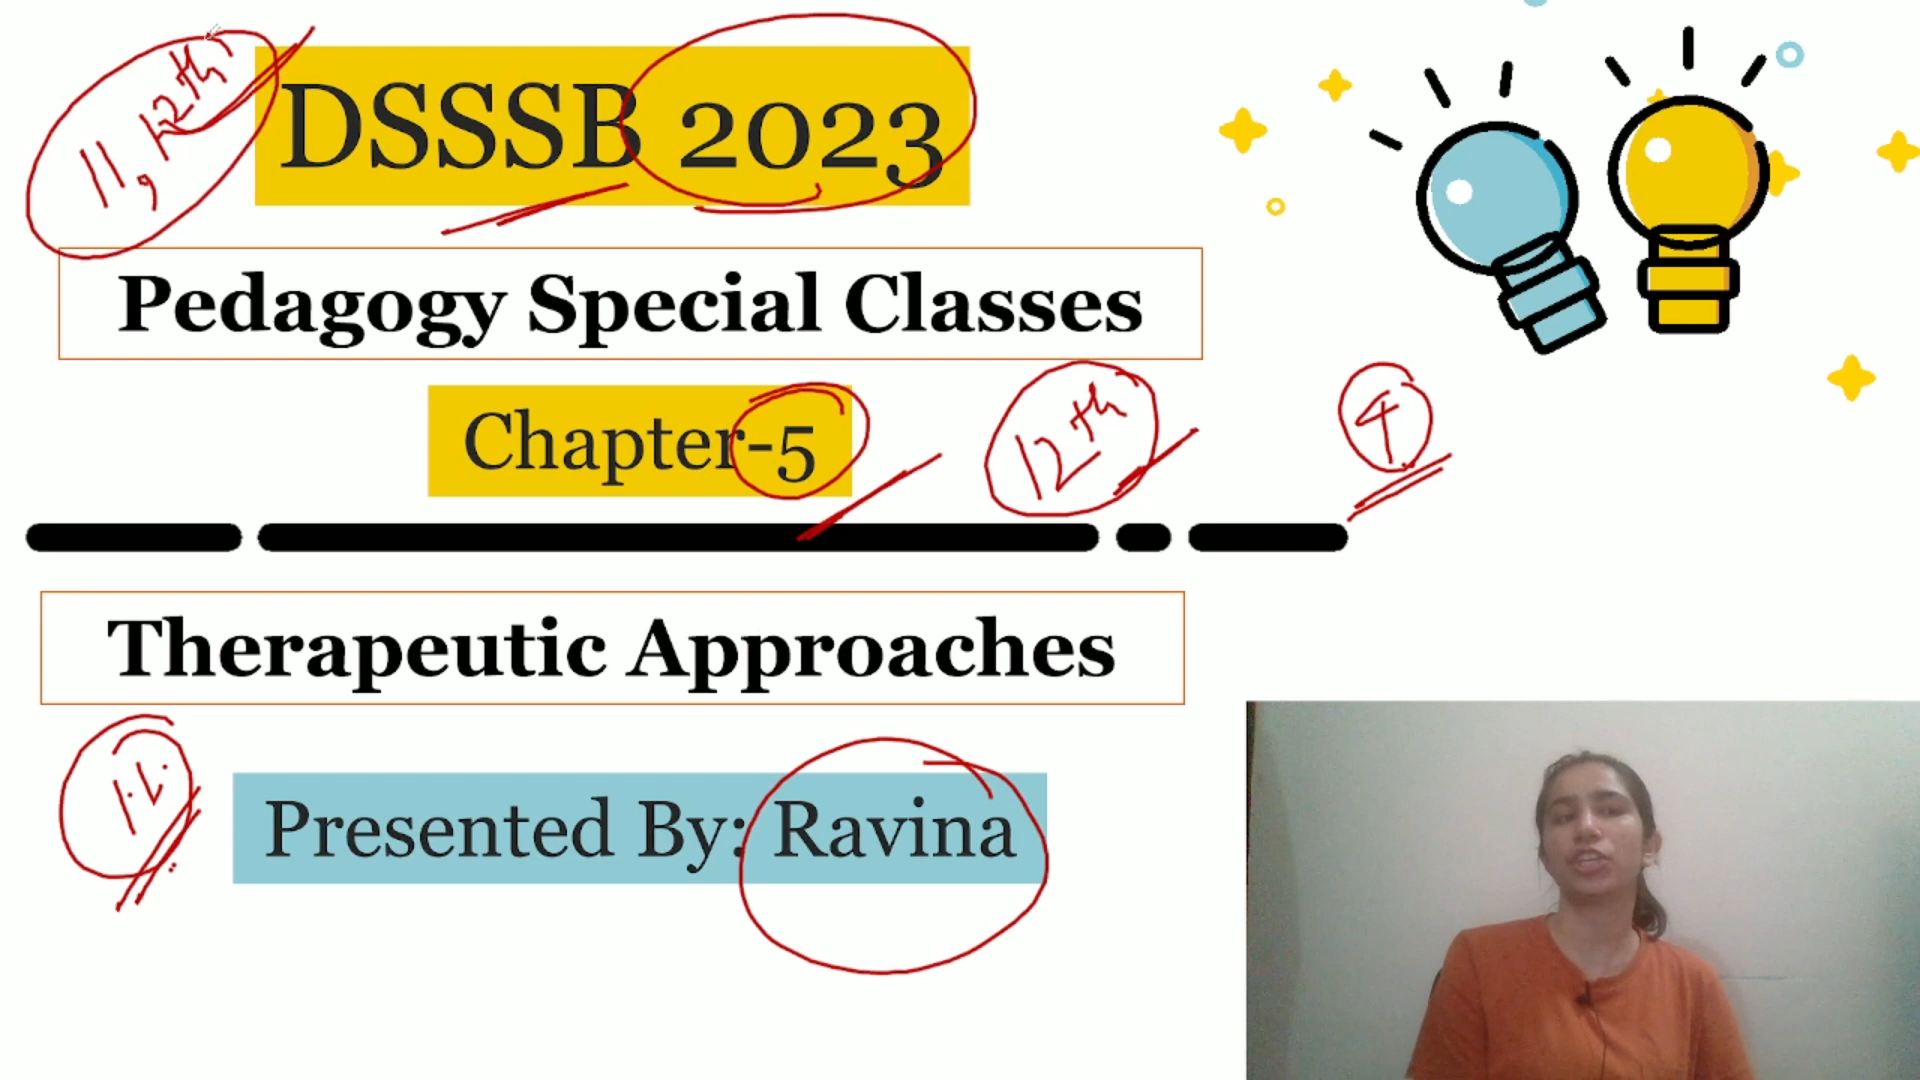 11, 12th
DSSSB 2023
Pedagogy Special Classes
Chapter-5
12th
Therapeutic Approaches
Presented By: Ravina